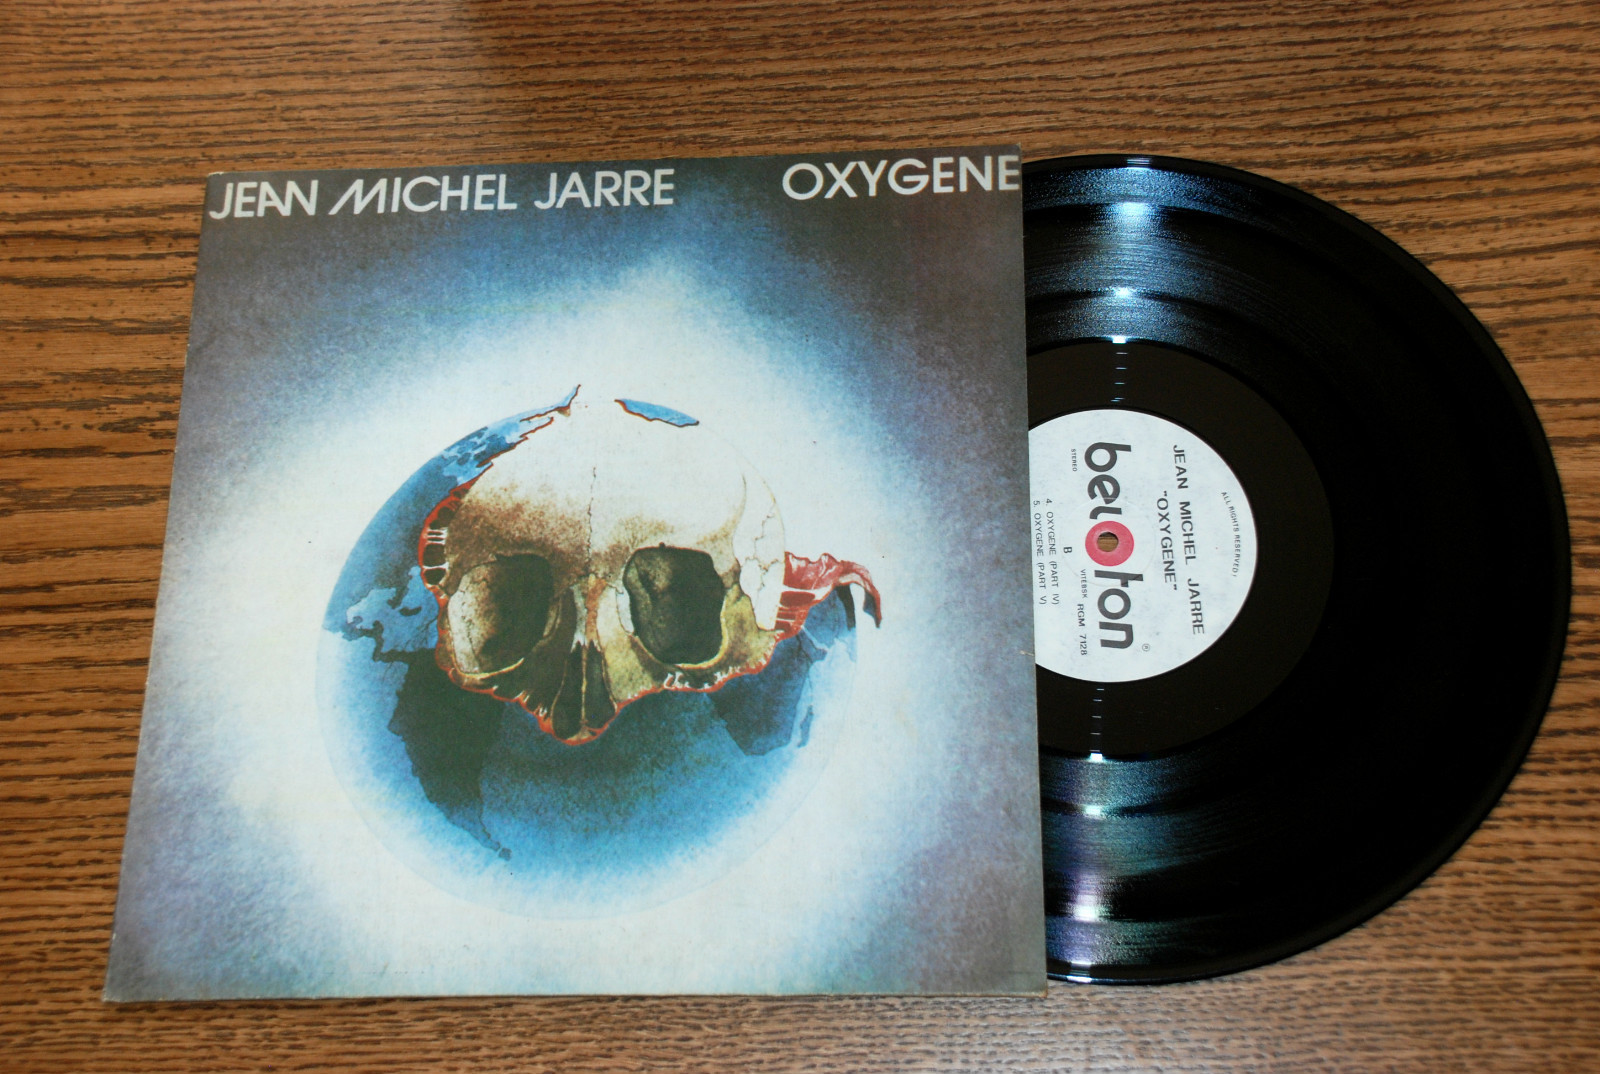 JEAN MICHEL JARRE OXYGENE
ALL RIGHTS RESERVED
JEAN MICHEL JARRE
"OXYGENE"
beloton ®
STEREO
VITEBSK RGM 7128
B
4. OXYGENE (PART IV)
5. OXYGENE (PART V)